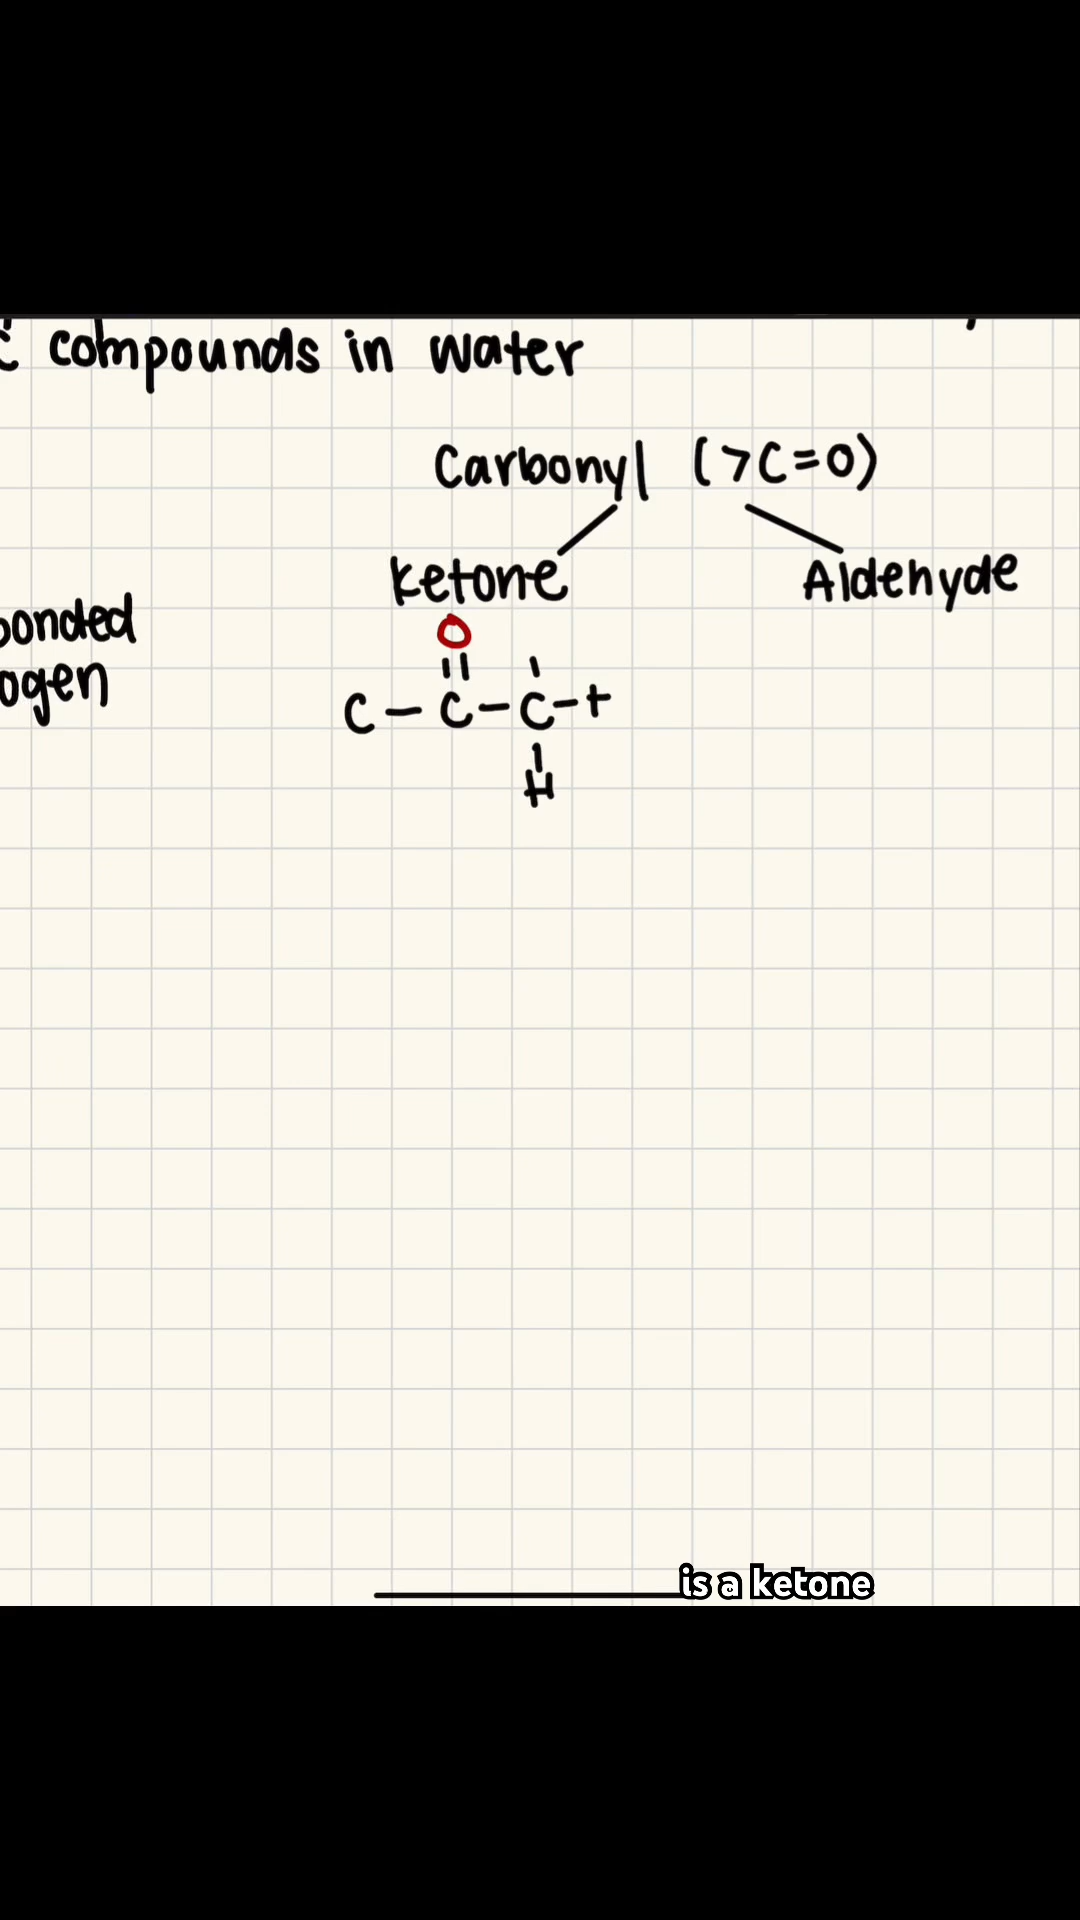 compounds in water
Carbonyl (>C=O)
ketone Aldehyde
bonded
ogen
O
C - C - C - +
H
is a ketone